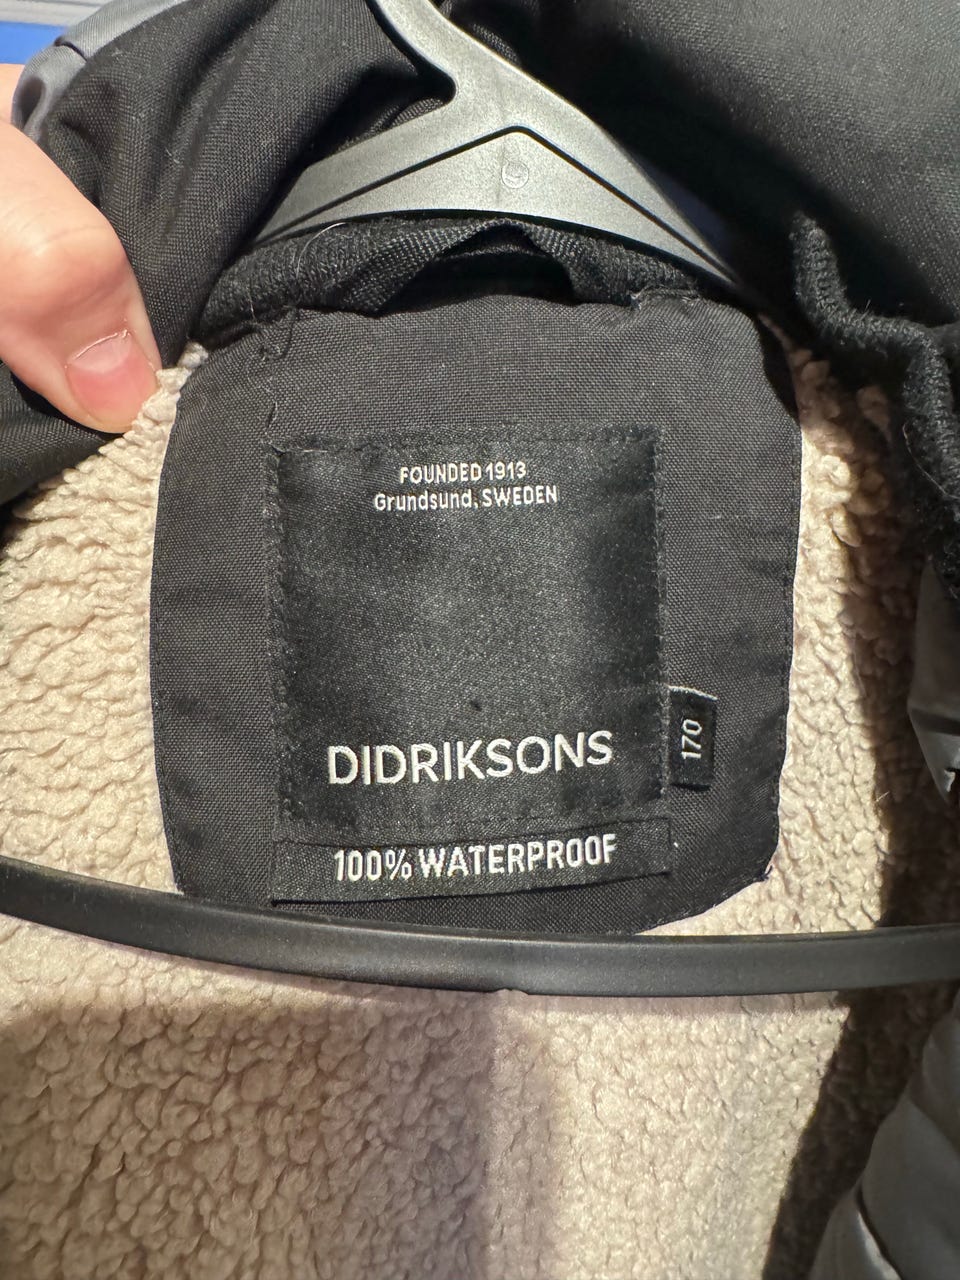 FOUNDED 1913
Grundsund, SWEDEN
DIDRIKSONS
170
100% WATERPROOF